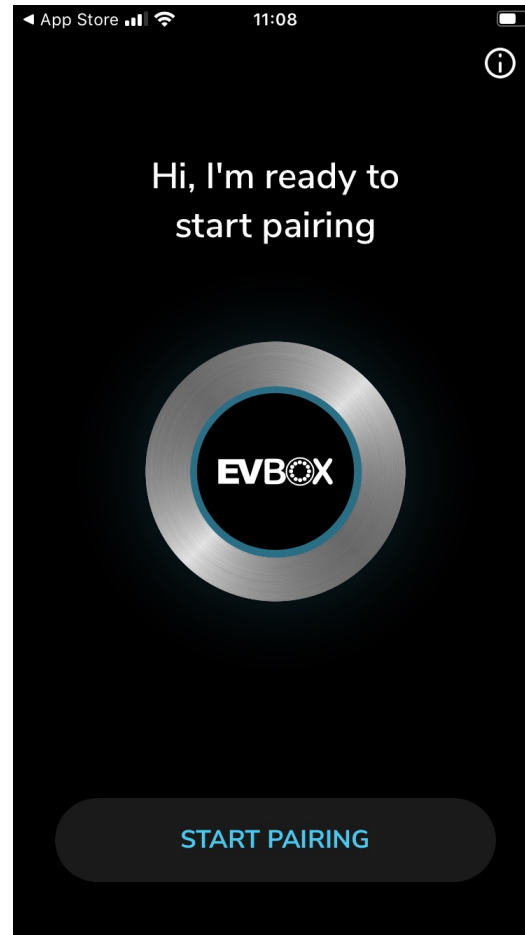 App Store
11:08
Hi, I'm ready to
start pairing
EVBOX
START PAIRING